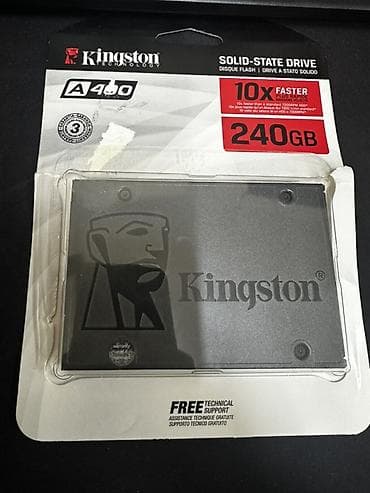 Kingston
TECHNOLOGY
SOLID-STATE DRIVE
DISQUE FLASH | DRIVE A STATO SOLIDO
A400
10x FASTER
240GB
3
Kingston®
FREE TECHNICAL SUPPORT
ASSISTANCE TECHNIQUE GRATUITE
SUPPORTO TECNICO GRATUITO